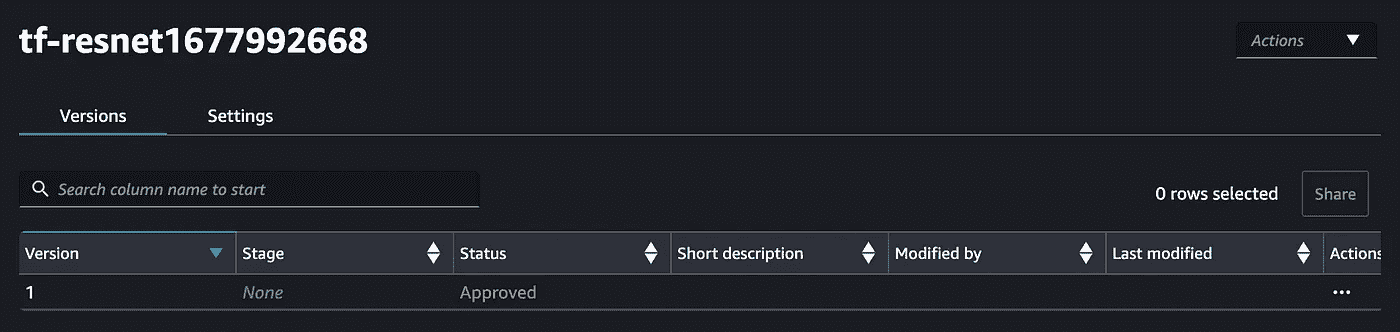 tf-resnet1677992668
Actions
Versions Settings
Search column name to start
0 rows selected Share
Version Stage Status Short description Modified by Last modified Actions
1 None Approved ...